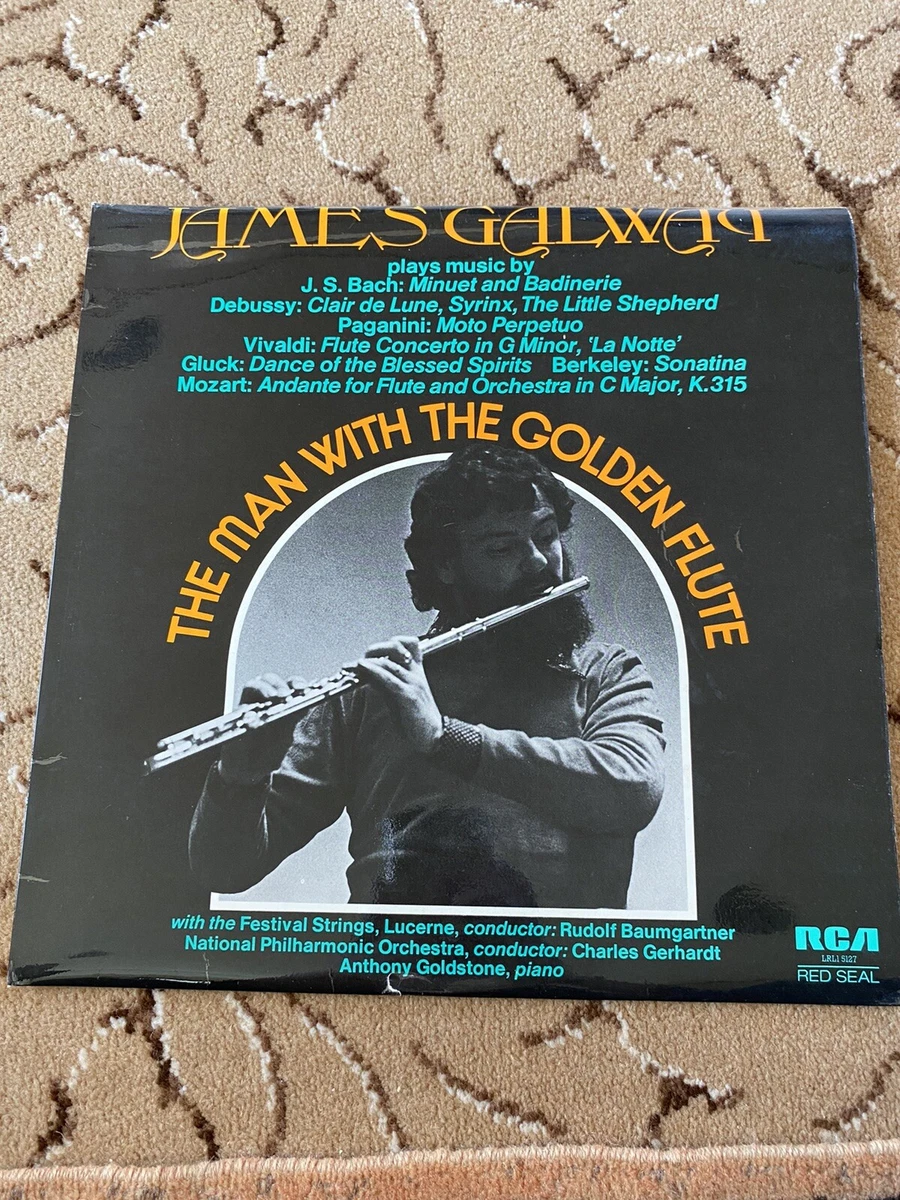 JAMES GALWAY
plays music by
J. S. Bach: Minuet and Badinerie
Debussy: Clair de Lune, Syrinx, The Little Shepherd
Paganini: Moto Perpetuo
Vivaldi: Flute Concerto in G Minor, ‘La Notte’
Gluck: Dance of the Blessed Spirits Berkeley: Sonatina
Mozart: Andante for Flute and Orchestra in C Major, K.315
THE MAN WITH THE GOLDEN FLUTE
with the Festival Strings, Lucerne, conductor: Rudolf Baumgartner
National Philharmonic Orchestra, conductor: Charles Gerhardt
Anthony Goldstone, piano
RCA
LRL1 5127
RED SEAL